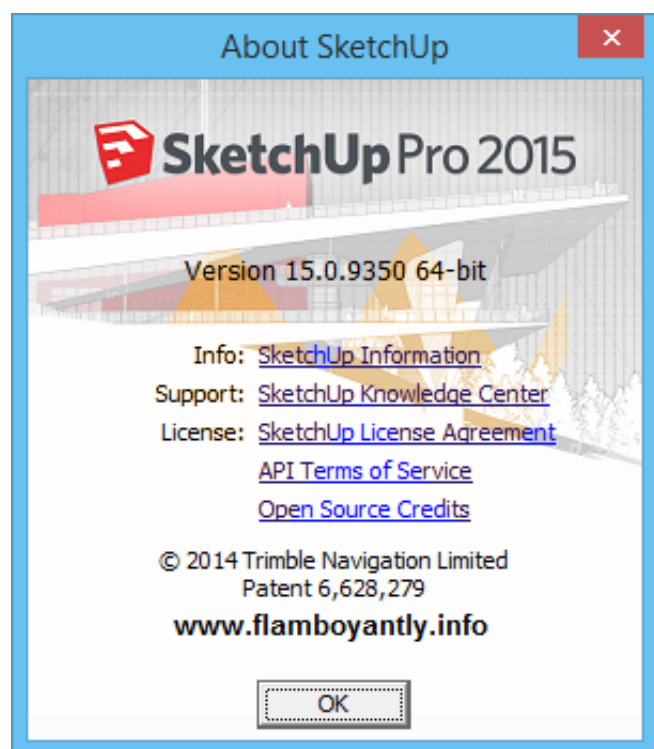 About SketchUp
SketchUp Pro 2015
Version 15.0.9350 64-bit
Info: SketchUp Information
Support: SketchUp Knowledge Center
License: SketchUp License Agreement
API Terms of Service
Open Source Credits
© 2014 Trimble Navigation Limited
Patent 6,628,279
www.flamboyantly.info
OK